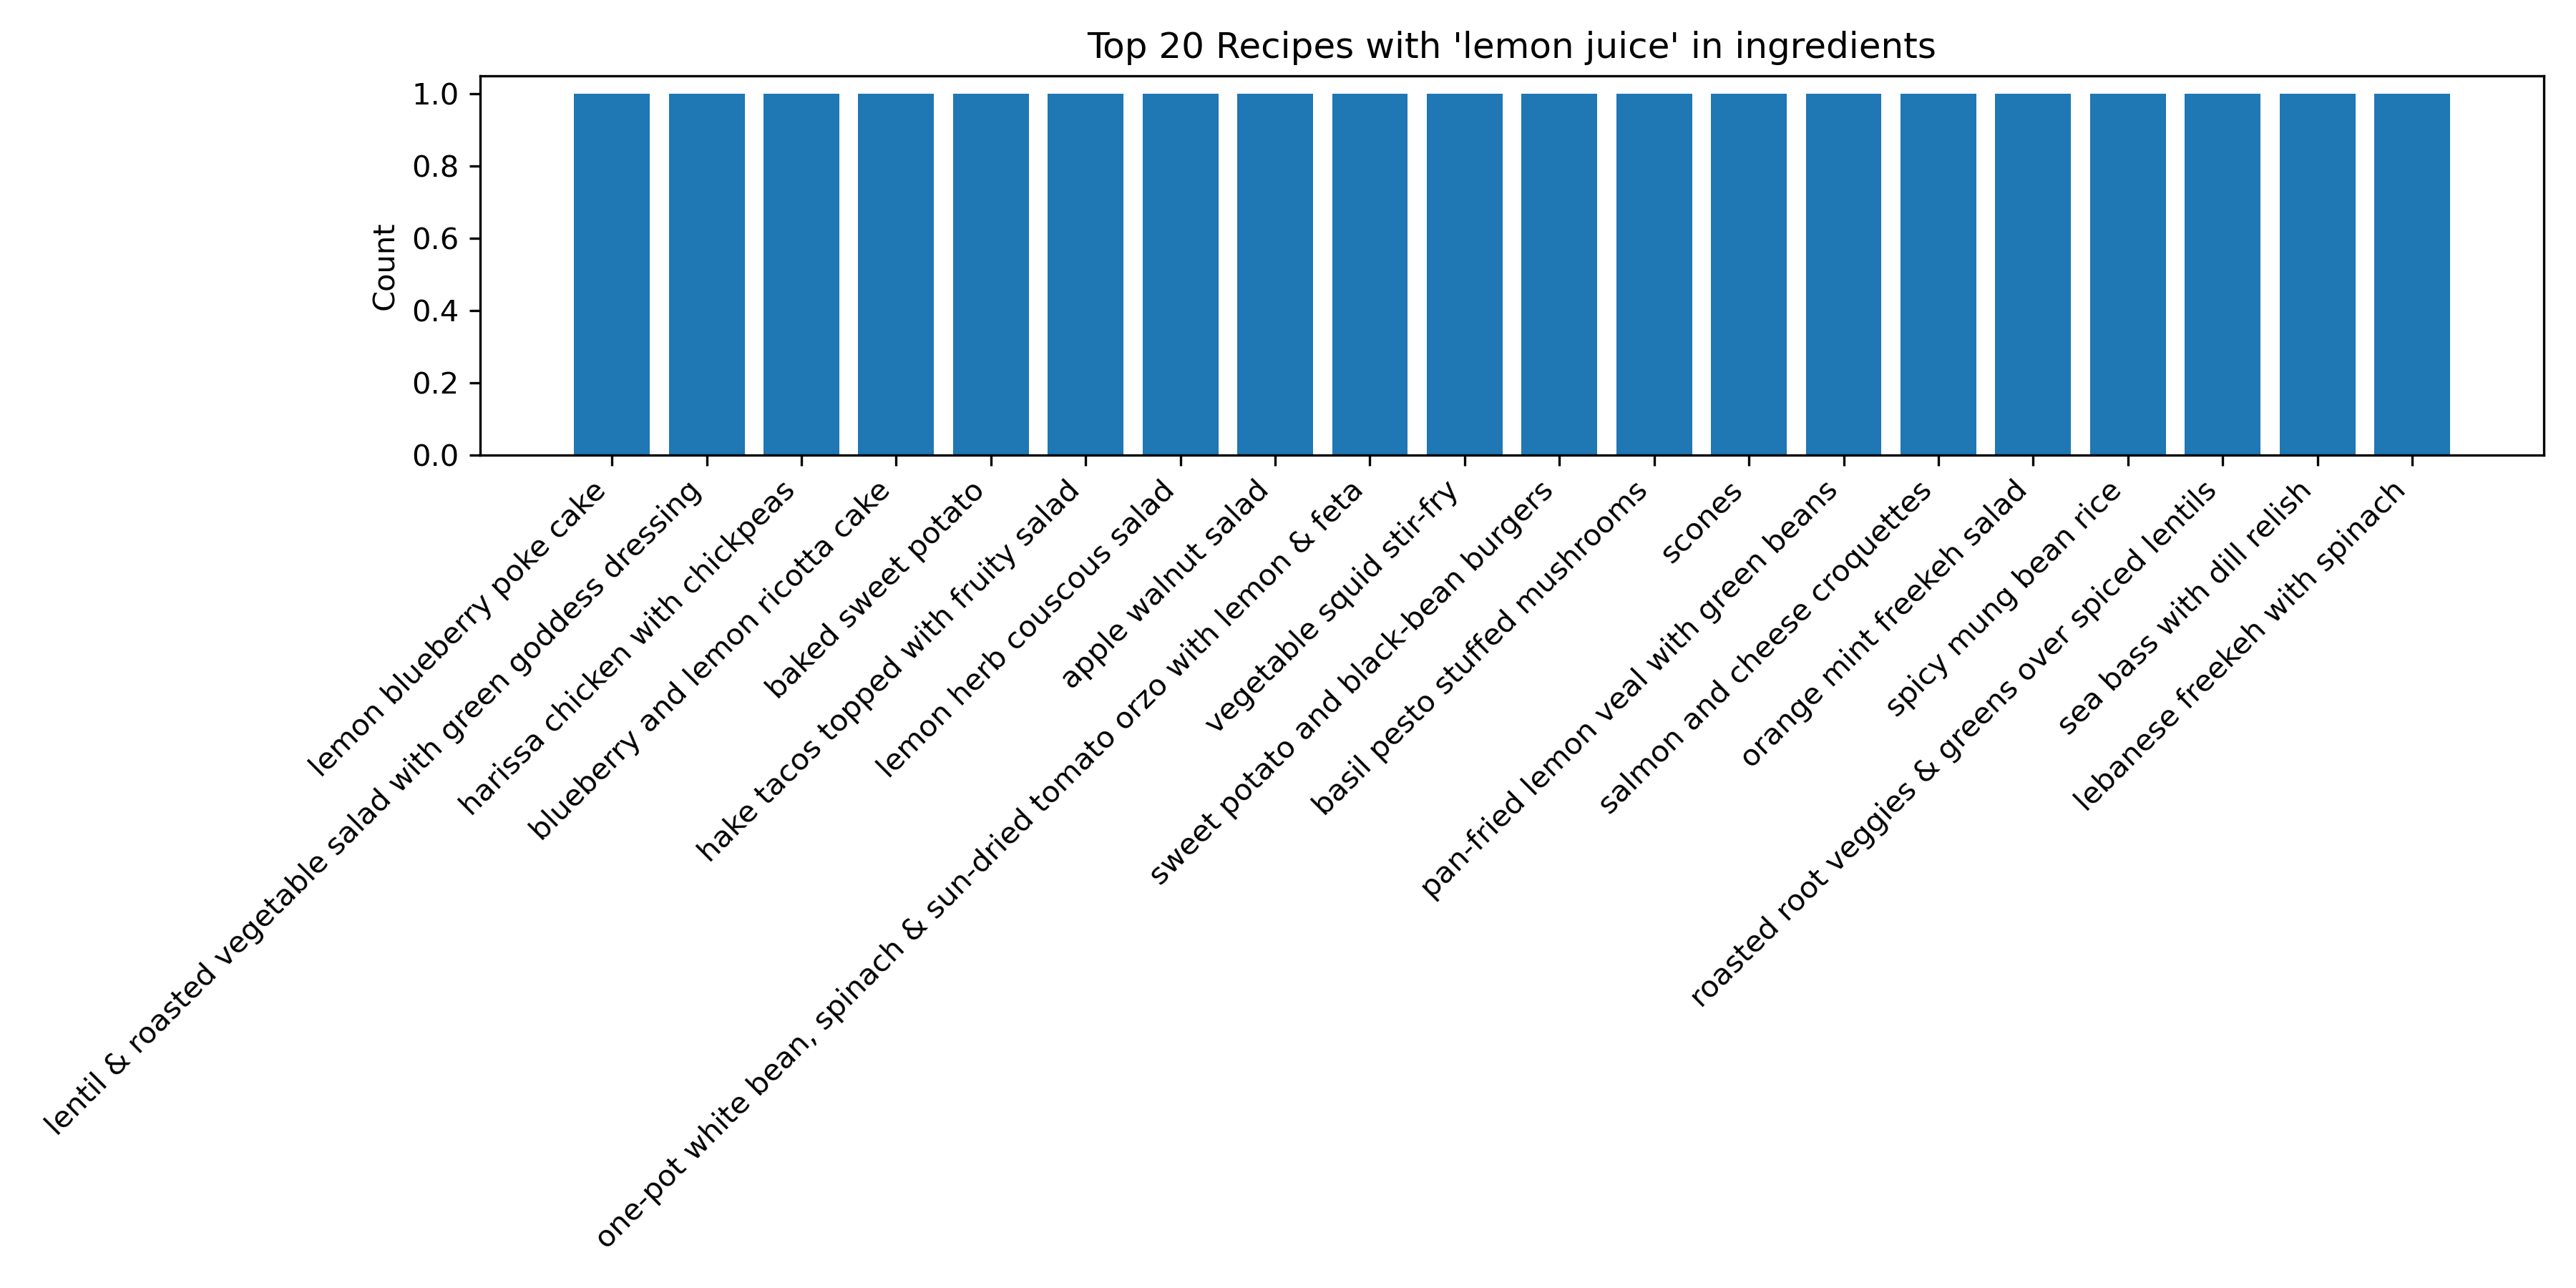 Top 20 Recipes with 'lemon juice' in ingredients
Count
1.0
0.8
0.6
0.4
0.2
0.0
lemon blueberry poke cake
lentil & roasted vegetable salad with green goddess dressing
harissa chicken with chickpeas
blueberry and lemon ricotta cake
baked sweet potato
hake tacos topped with fruity salad
lemon herb couscous salad
apple walnut salad
one-pot white bean, spinach & sun-dried tomato orzo with lemon & feta
vegetable squid stir-fry
sweet potato and black-bean burgers
basil pesto stuffed mushrooms
scones
pan-fried lemon veal with green beans
salmon and cheese croquettes
orange mint freekeh salad
spicy mung bean rice
roasted root veggies & greens over spiced lentils
sea bass with dill relish
lebanese freekeh with spinach